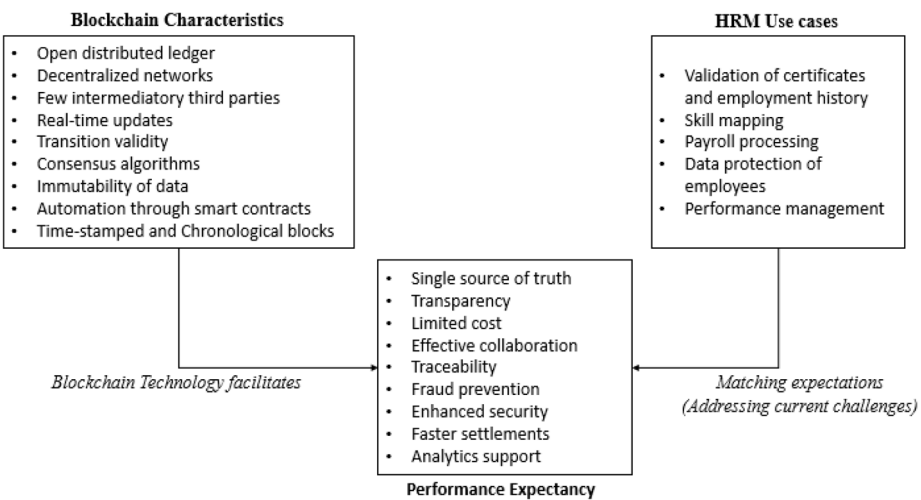 Blockchain Characteristics
• Open distributed ledger
• Decentralized networks
• Few intermediatory third parties
• Real-time updates
• Transition validity
• Consensus algorithms
• Immutability of data
• Automation through smart contracts
• Time-stamped and Chronological blocks
HRM Use cases
• Validation of certificates
and employment history
• Skill mapping
• Payroll processing
• Data protection of
employees
• Performance management
• Single source of truth
• Transparency
• Limited cost
• Effective collaboration
• Traceability
• Fraud prevention
• Enhanced security
• Faster settlements
• Analytics support
Blockchain Technology facilitates
Matching expectations
(Addressing current challenges)
Performance Expectancy